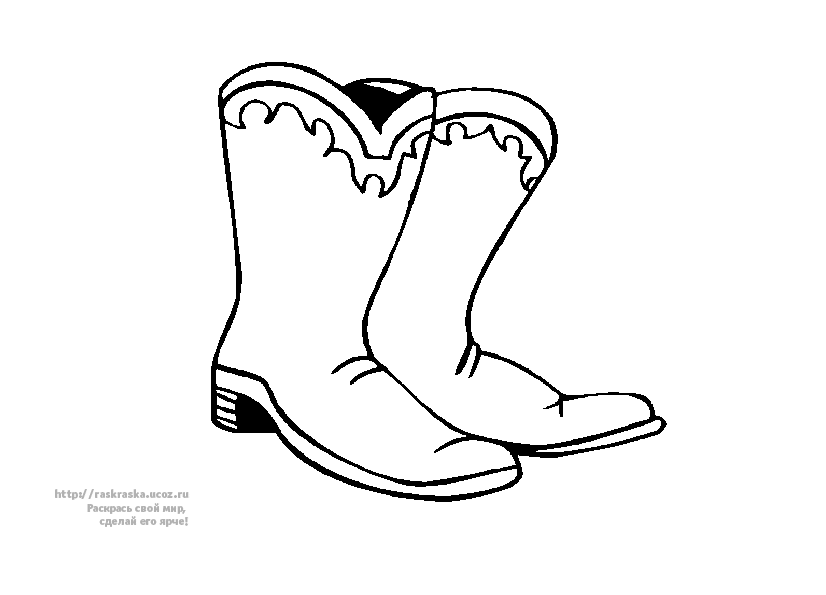 http://raskraska.ucoz.ru
Раскрась свой мир,
сделай его ярче!